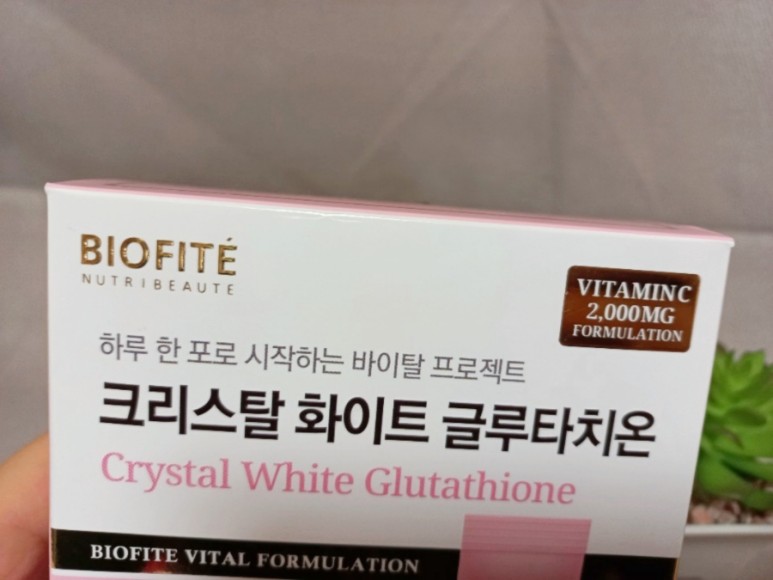 BIOFITÉ
NUTRIBEAUTE
VITAMINC
2,000MG
FORMULATION
하루 한 포로 시작하는 바이탈 프로젝트
크리스탈 화이트 글루타치온
Crystal White Glutathione
BIOFITE VITAL FORMULATION